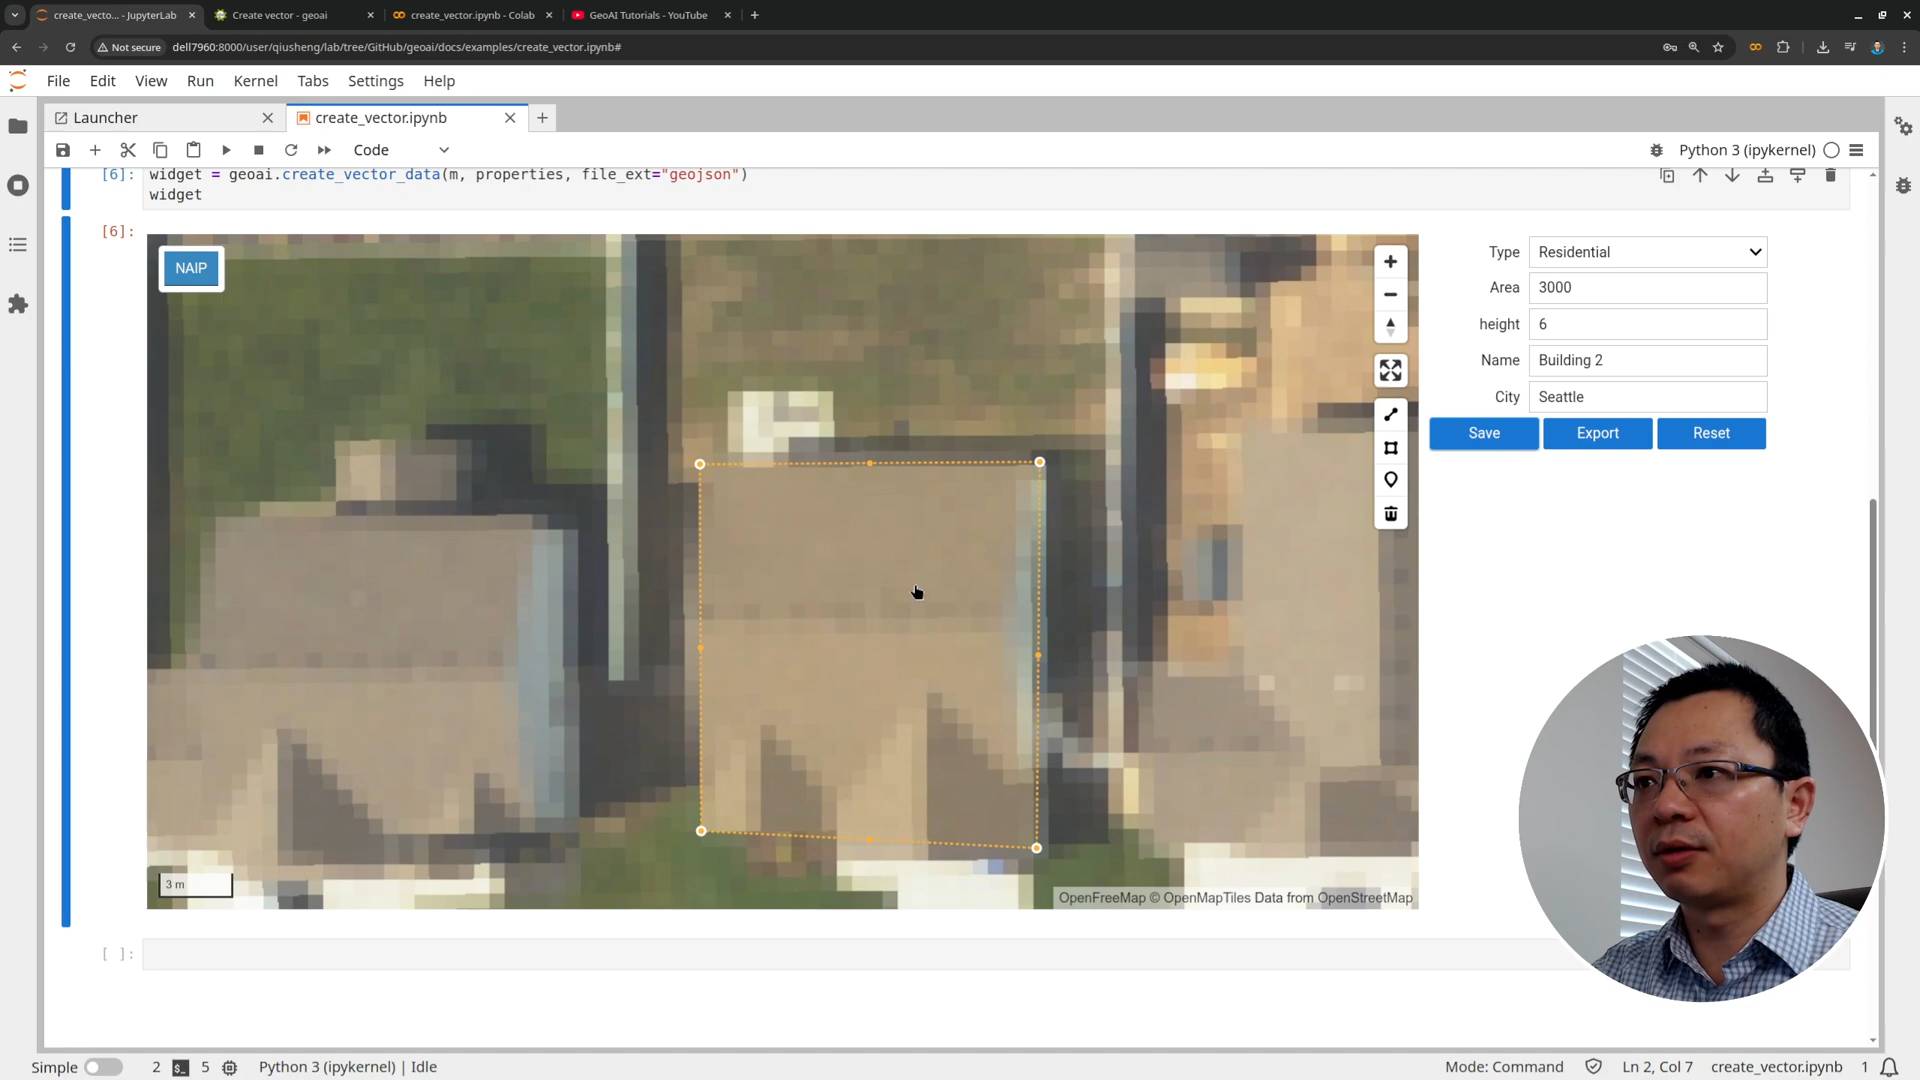 create_vecto... - JupyterLab
Create vector - geoai
create_vector.ipynb - Colab
GeoAI Tutorials - YouTube
Not secure
dell7960:8000/user/qiusheng/lab/tree/GitHub/geoai/docs/examples/create_vector.ipynb#
File Edit View Run Kernel Tabs Settings Help
Launcher
create_vector.ipynb
Code
Python 3 (ipykernel)
[6]: widget = geoai.create_vector_data(m, properties, file_ext="geojson")
widget
[6]:
NAIP
Type Residential
Area 3000
height 6
Name Building 2
City Seattle
Save Export Reset
3 m
OpenFreeMap © OpenMapTiles Data from OpenStreetMap
[ ]:
Simple 2 $_ 5 Python 3 (ipykernel) | Idle Mode: Command Ln 2, Col 7 create_vector.ipynb 1